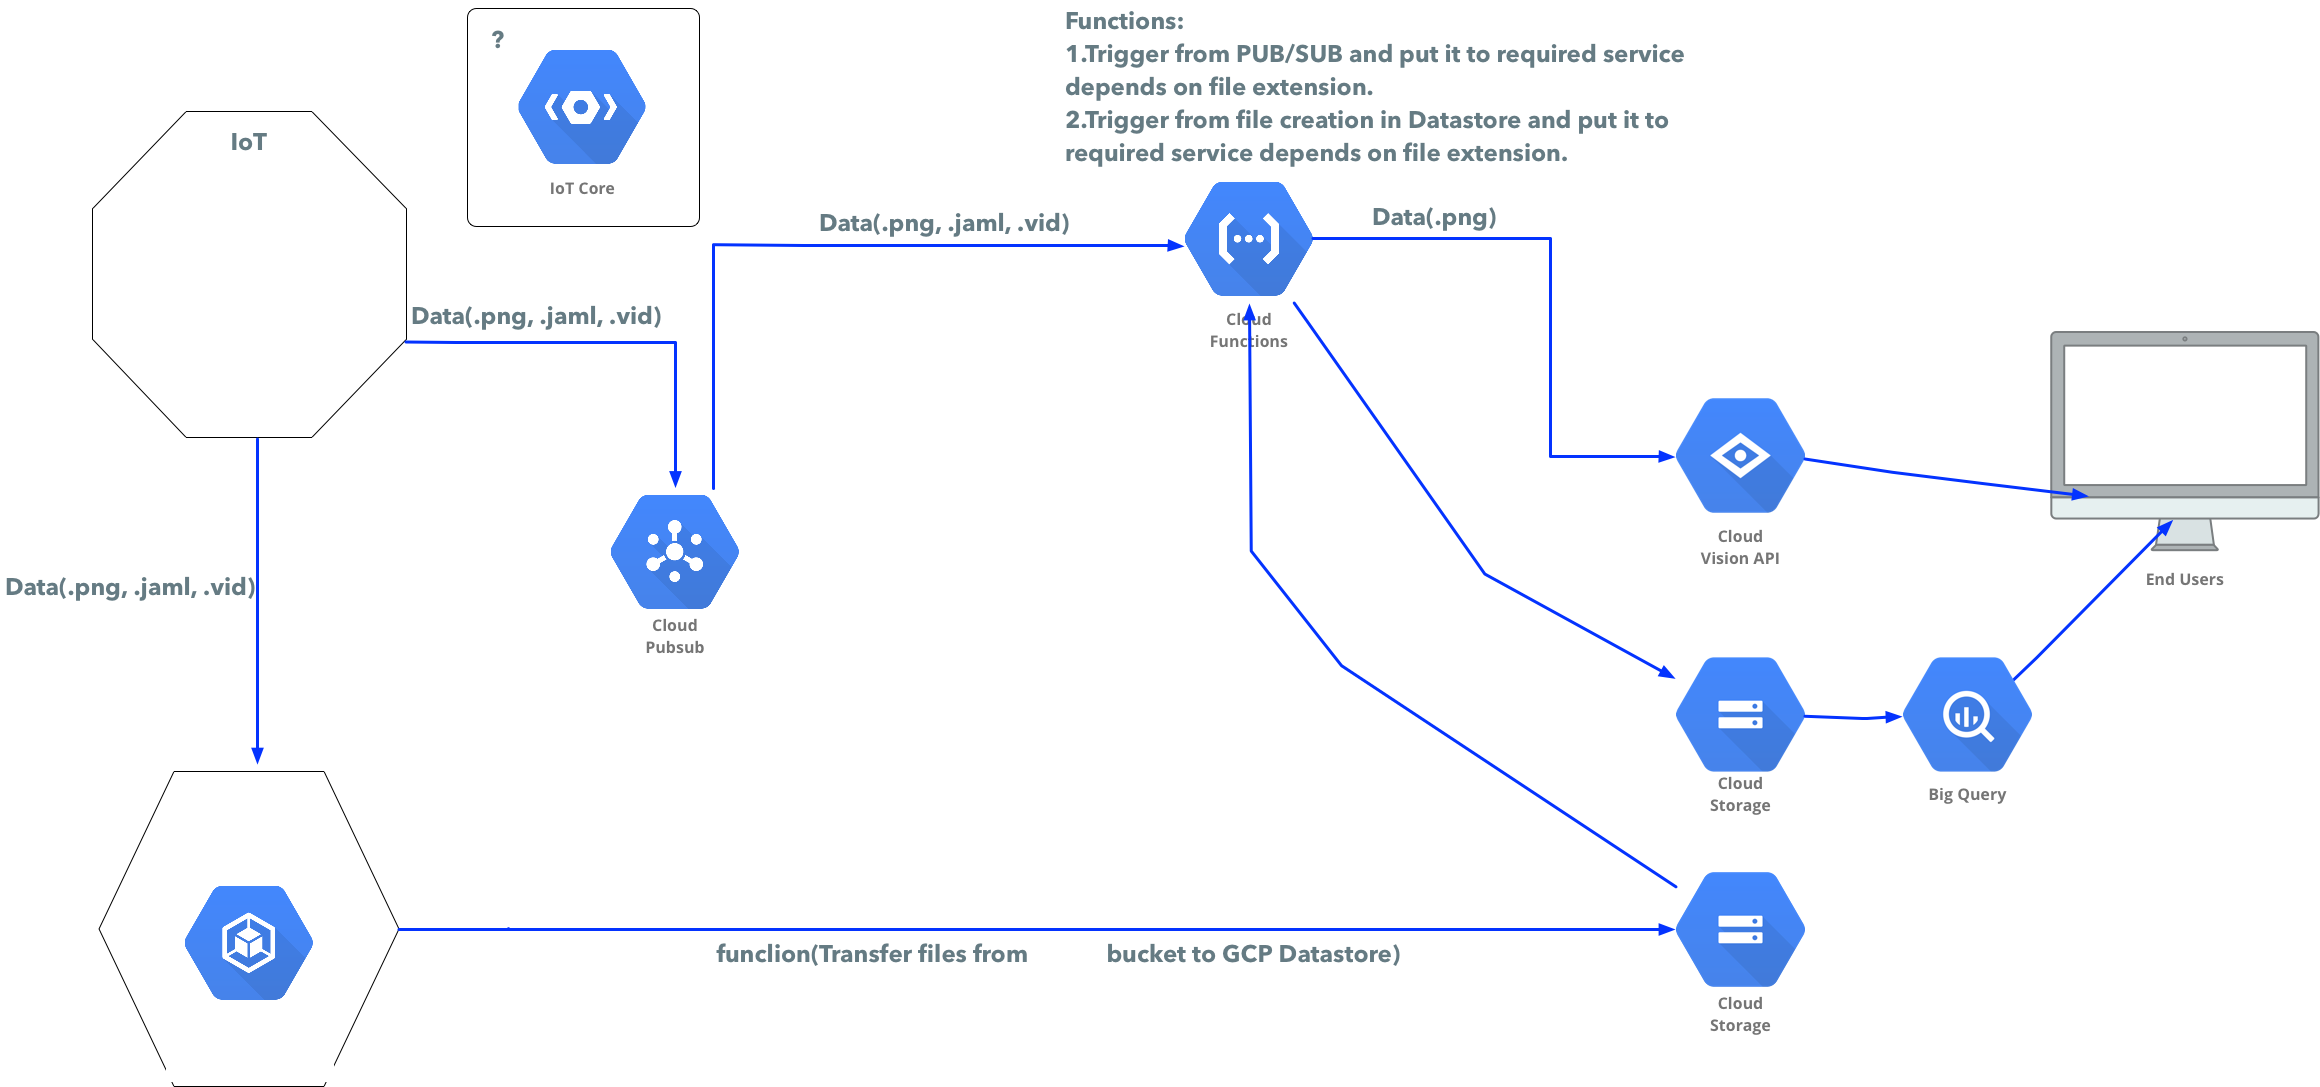 Functions:
1.Trigger from PUB/SUB and put it to required service
depends on file extension.
2.Trigger from file creation in Datastore and put it to
required service depends on file extension.
?
IoT Core
IoT
Data(.png, .jaml, .vid)
Data(.png)
Data(.png, .jaml, .vid)
Cloud
Functions
Cloud
Vision API
End Users
Data(.png, .jaml, .vid)
Cloud
Pubsub
Cloud
Storage
Big Query
funclion(Transfer files from bucket to GCP Datastore)
Cloud
Storage